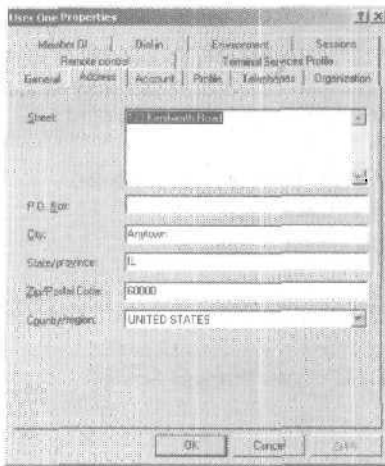 User One Properties
Member Of Dial-in Environment Sessions
Remote control Terminal Services Profile
General Address Account Profile Telephones Organization
Street: Road
P.O. Box:
City: Anytown
State/province: IL
Zip/Postal Code: 60000
Country/region: UNITED STATES
OK Cancel Apply